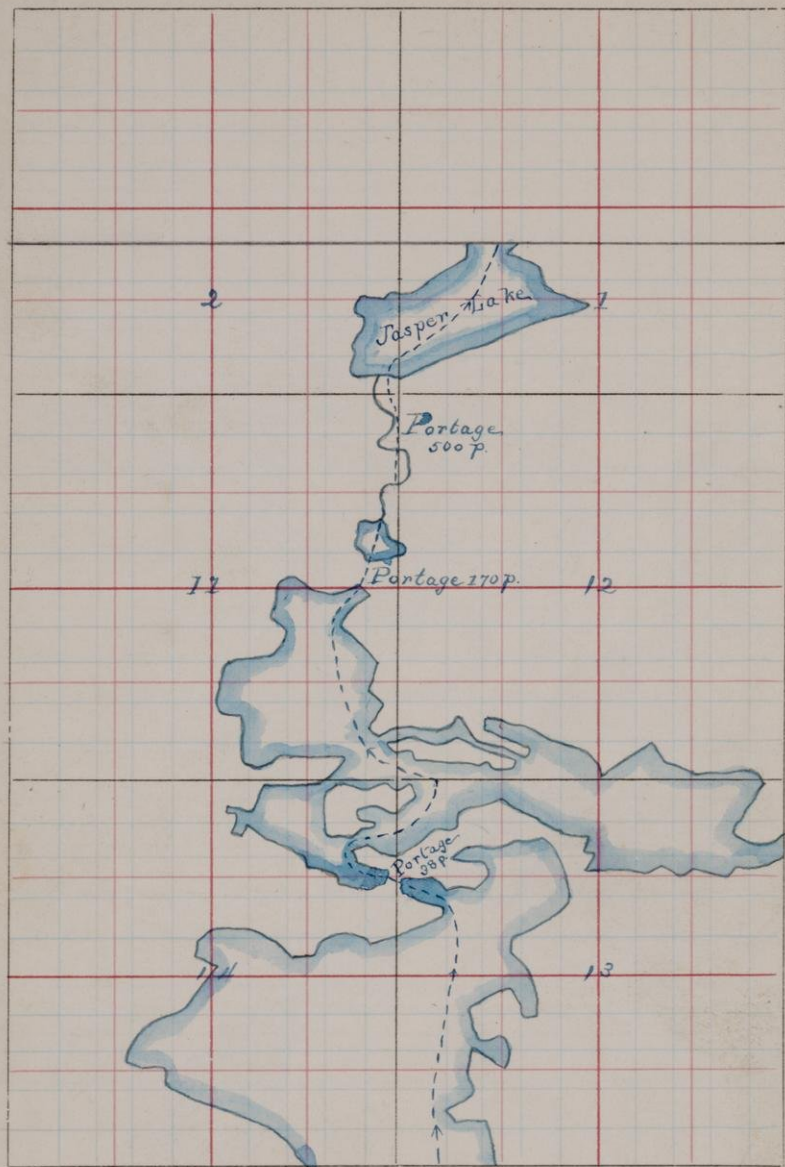 2
1
Jasper Lake
Portage
500 p.
Portage 170 p.
11
12
Portage
38 p.
14
13